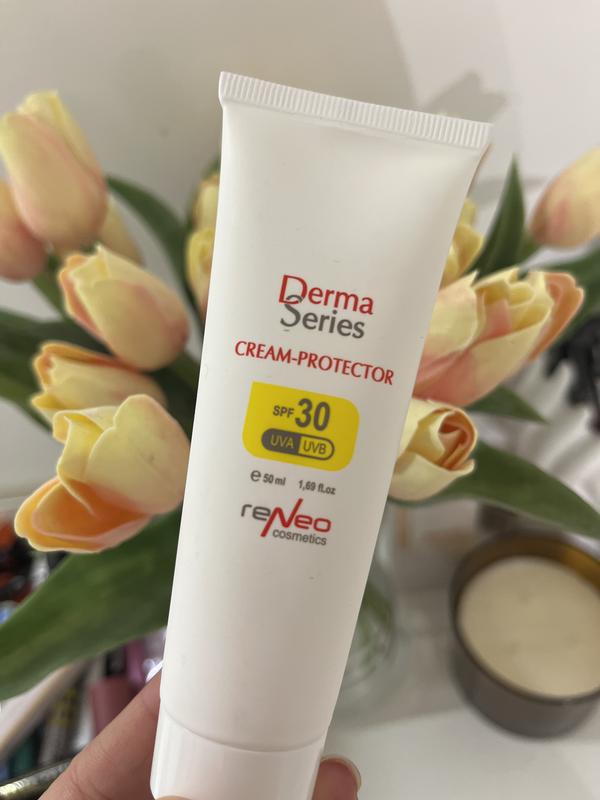 Derma
Series
CREAM-PROTECTOR
SPF 30
UVA UVB
℮ 50 ml 1,69 fl.oz
reNeo
cosmetics